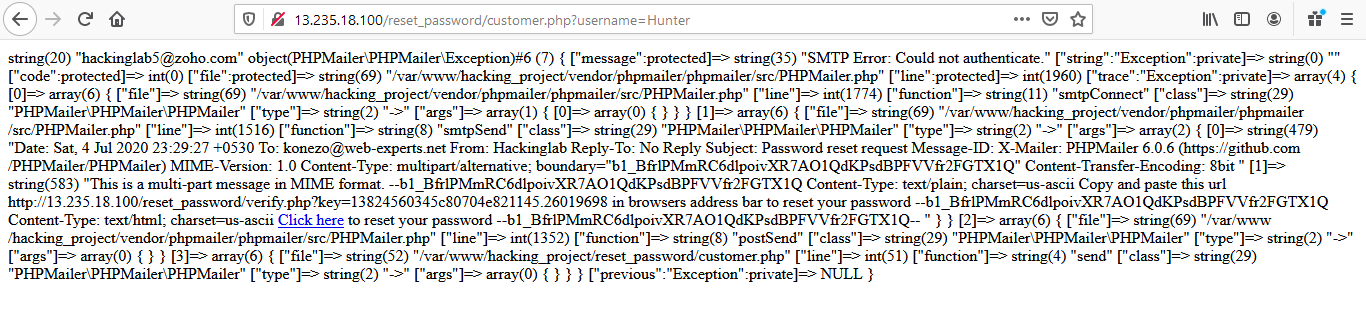 13.235.18.100/reset_password/customer.php?username=Hunter
string(20) "hackinglab5@zoho.com" object(PHPMailer\PHPMailer\Exception)#6 (7) { ["message":protected]=> string(35) "SMTP Error: Could not authenticate." ["string":"Exception":private]=> string(0) ""
["code":protected]=> int(0) ["file":protected]=> string(69) "/var/www/hacking_project/vendor/phpmailer/phpmailer/src/PHPMailer.php" ["line":protected]=> int(1960) ["trace":"Exception":private]=> array(4) {
[0]=> array(6) { ["file"]=> string(69) "/var/www/hacking_project/vendor/phpmailer/phpmailer/src/PHPMailer.php" ["line"]=> int(1774) ["function"]=> string(11) "smtpConnect" ["class"]=> string(29)
"PHPMailer\PHPMailer\PHPMailer" ["type"]=> string(2) "->" ["args"]=> array(1) { [0]=> array(0) { } } } [1]=> array(6) { ["file"]=> string(69) "/var/www/hacking_project/vendor/phpmailer/phpmailer
/src/PHPMailer.php" ["line"]=> int(1516) ["function"]=> string(8) "smtpSend" ["class"]=> string(29) "PHPMailer\PHPMailer\PHPMailer" ["type"]=> string(2) "->" ["args"]=> array(2) { [0]=> string(479)
"Date: Sat, 4 Jul 2020 23:29:27 +0530 To: konezo@web-experts.net From: Hackinglab Reply-To: No Reply Subject: Password reset request Message-ID: X-Mailer: PHPMailer 6.0.6 (https://github.com
/PHPMailer/PHPMailer) MIME-Version: 1.0 Content-Type: multipart/alternative; boundary="b1_BfrlPMmRC6dlpoivXR7AO1QdKPsdBPFVVfr2FGTX1Q" Content-Transfer-Encoding: 8bit " [1]=>
string(583) "This is a multi-part message in MIME format. --b1_BfrlPMmRC6dlpoivXR7AO1QdKPsdBPFVVfr2FGTX1Q Content-Type: text/plain; charset=us-ascii Copy and paste this url
http://13.235.18.100/reset_password/verify.php?key=13824560345c80704e821145.26019698 in browsers address bar to reset your password --b1_BfrlPMmRC6dlpoivXR7AO1QdKPsdBPFVVfr2FGTX1Q
Content-Type: text/html; charset=us-ascii Click here to reset your password --b1_BfrlPMmRC6dlpoivXR7AO1QdKPsdBPFVVfr2FGTX1Q-- " } } [2]=> array(6) { ["file"]=> string(69) "/var/www
/hacking_project/vendor/phpmailer/phpmailer/src/PHPMailer.php" ["line"]=> int(1352) ["function"]=> string(8) "postSend" ["class"]=> string(29) "PHPMailer\PHPMailer\PHPMailer" ["type"]=> string(2) "->"
["args"]=> array(0) { } } [3]=> array(6) { ["file"]=> string(52) "/var/www/hacking_project/reset_password/customer.php" ["line"]=> int(51) ["function"]=> string(4) "send" ["class"]=> string(29)
"PHPMailer\PHPMailer\PHPMailer" ["type"]=> string(2) "->" ["args"]=> array(0) { } } } ["previous":"Exception":private]=> NULL }